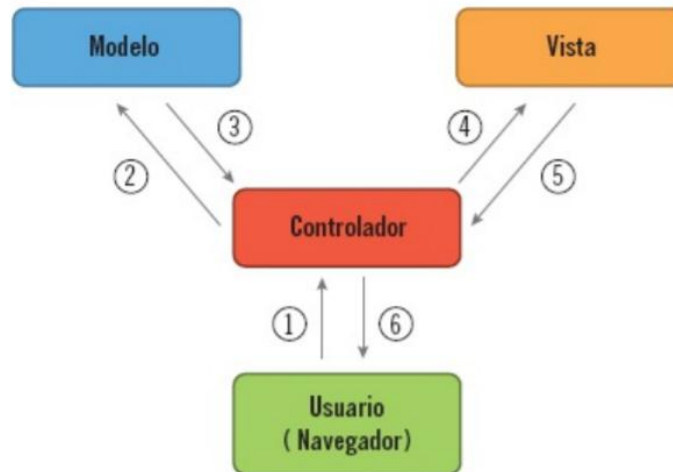 Modelo
Vista
③
④
②
⑤
Controlador
①
⑥
Usuario
( Navegador)